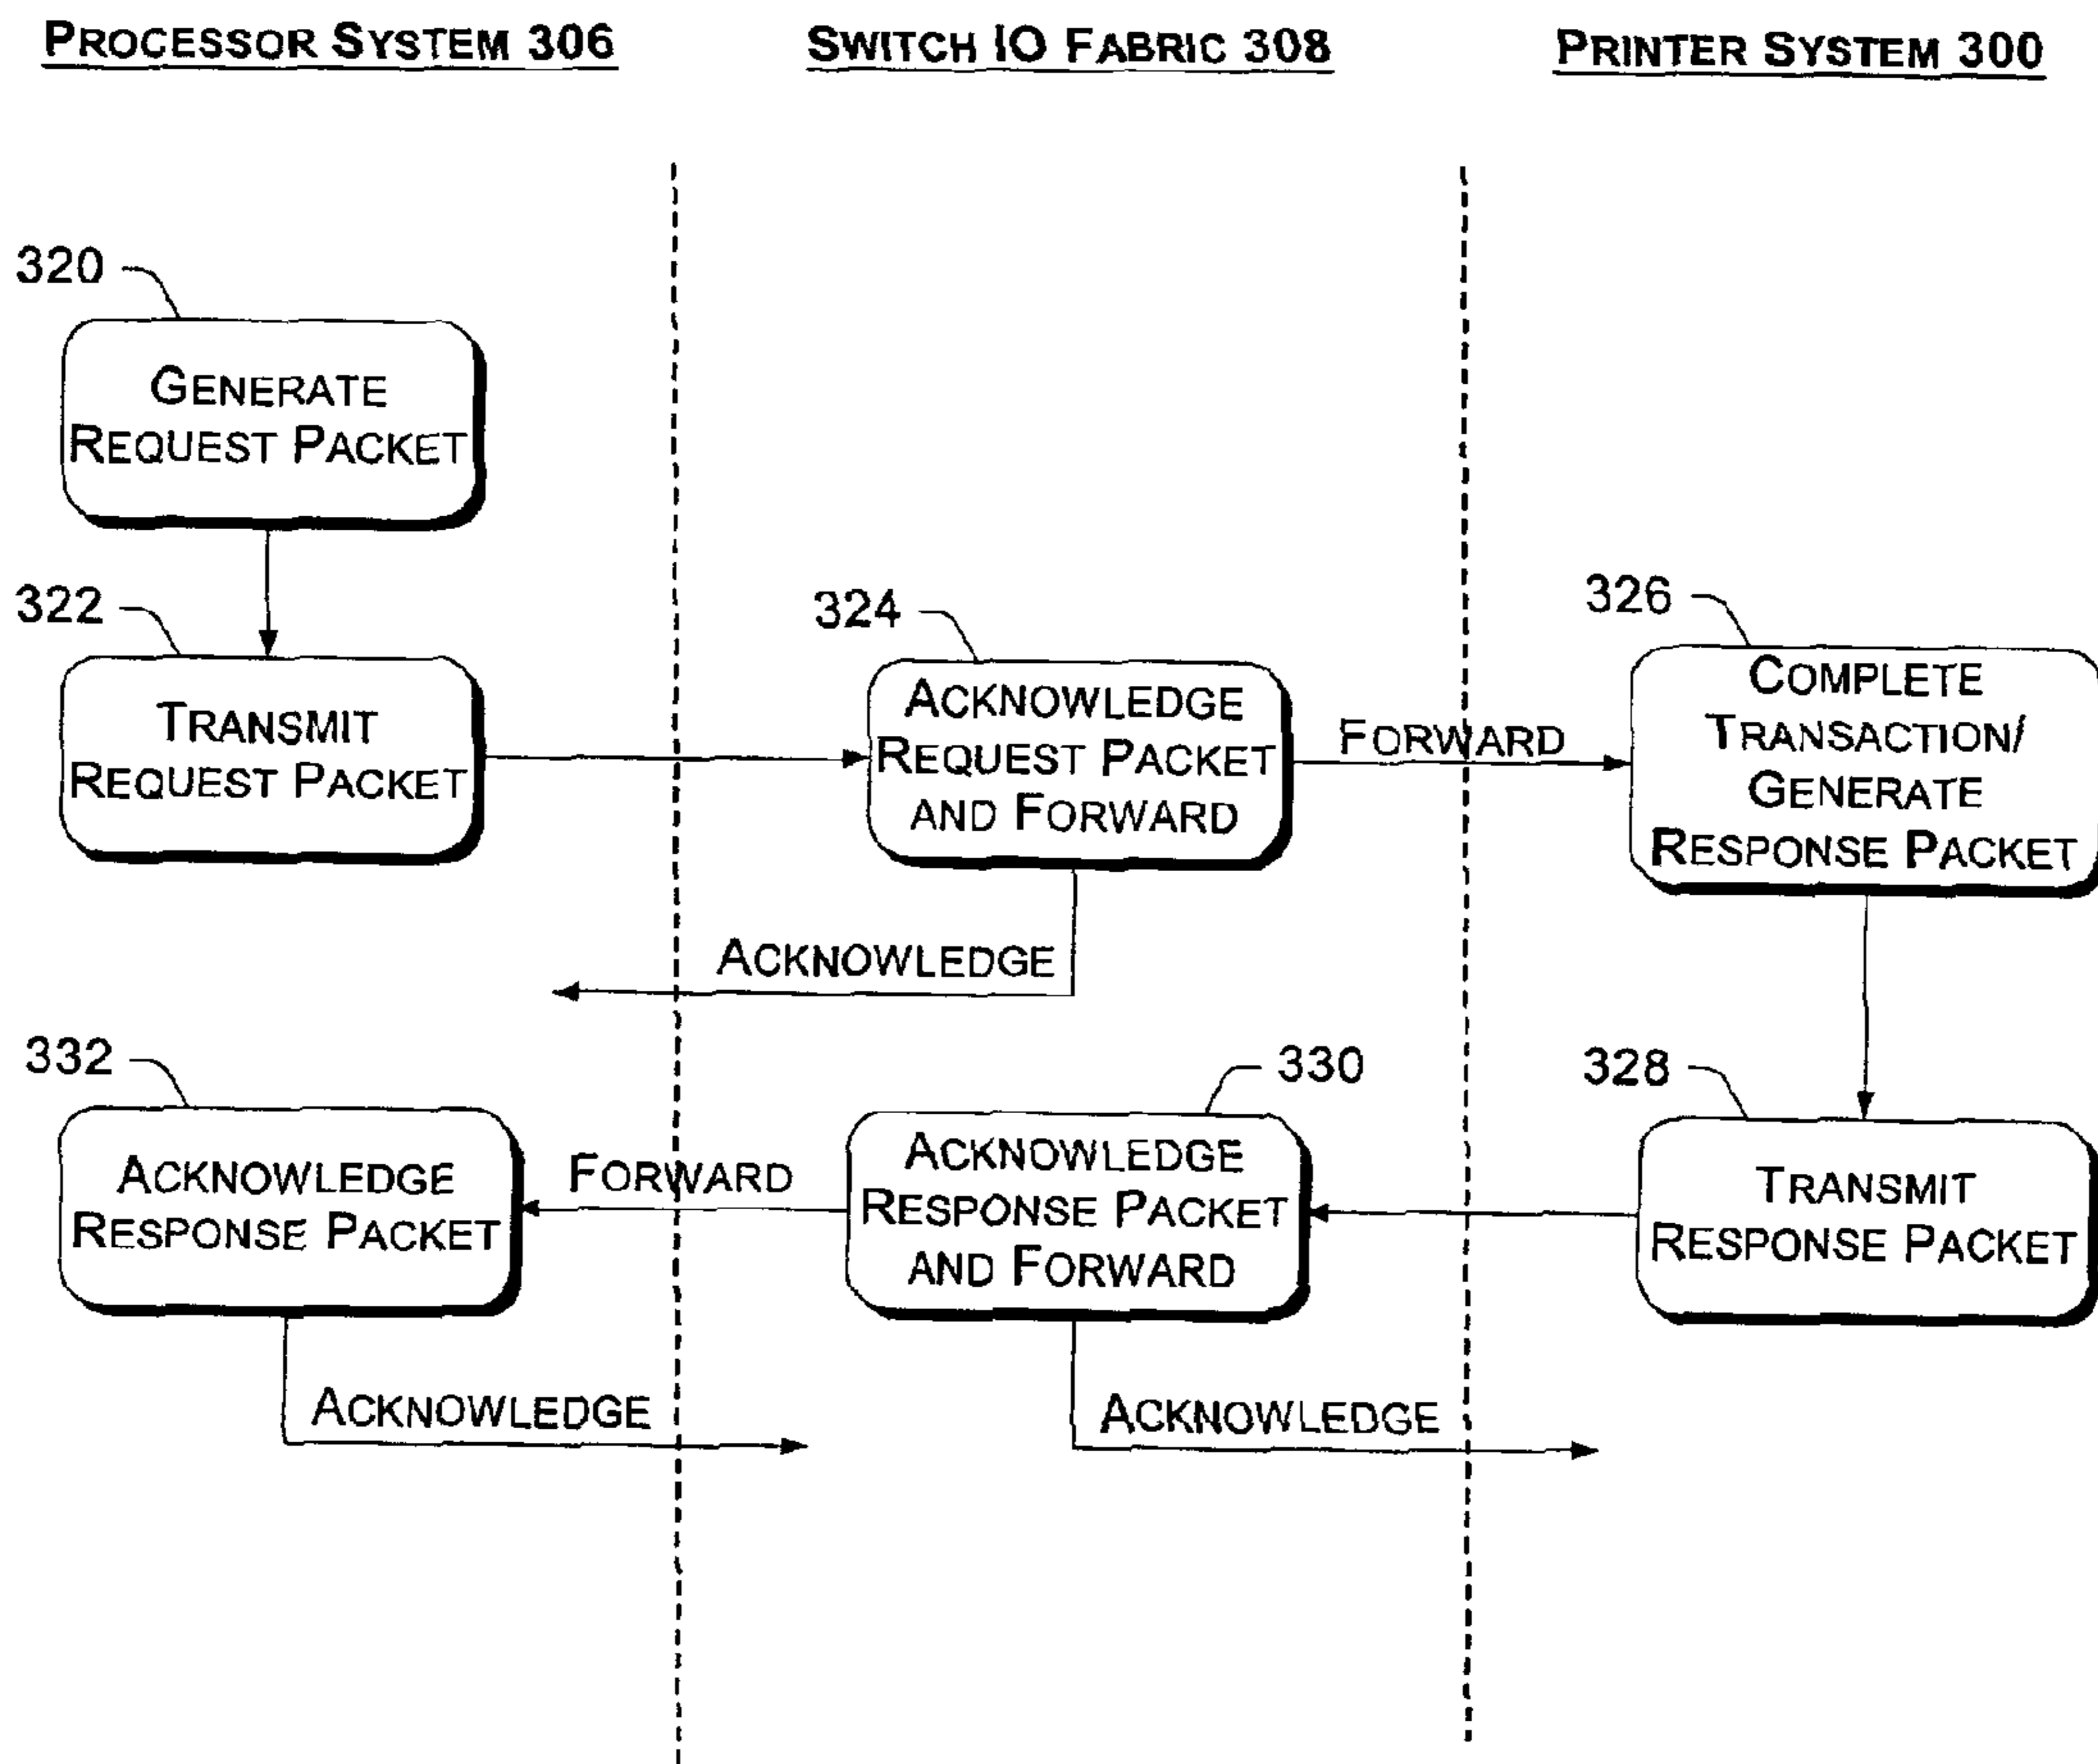 PROCESSOR SYSTEM 306
SWITCH IO FABRIC 308
PRINTER SYSTEM 300
320
GENERATE
REQUEST PACKET
322
TRANSMIT
REQUEST PACKET
324
ACKNOWLEDGE
REQUEST PACKET
AND FORWARD
FORWARD
326
COMPLETE
TRANSACTION/
GENERATE
RESPONSE PACKET
ACKNOWLEDGE
332
ACKNOWLEDGE
RESPONSE PACKET
FORWARD
330
ACKNOWLEDGE
RESPONSE PACKET
AND FORWARD
328
TRANSMIT
RESPONSE PACKET
ACKNOWLEDGE
ACKNOWLEDGE